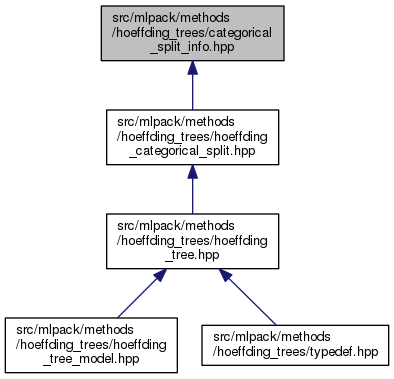 src/mlpack/methods
/hoeffding_trees/categorical
_split_info.hpp
src/mlpack/methods
/hoeffding_trees/hoeffding
_categorical_split.hpp
src/mlpack/methods
/hoeffding_trees/hoeffding
_tree.hpp
src/mlpack/methods
/hoeffding_trees/hoeffding
_tree_model.hpp
src/mlpack/methods
/hoeffding_trees/typedef.hpp